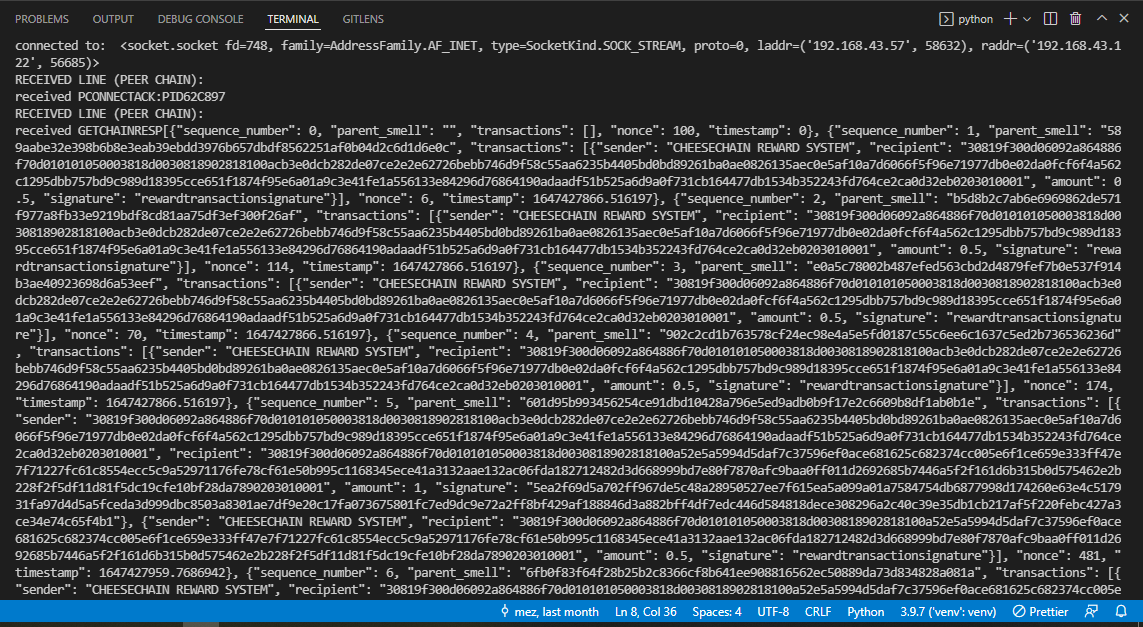 PROBLEMS OUTPUT DEBUG CONSOLE TERMINAL GITLENS python
connected to:  <socket.socket fd=748, family=AddressFamily.AF_INET, type=SocketKind.SOCK_STREAM, proto=0, laddr=('192.168.43.57', 58632), raddr=('192.168.43.1
22', 56685)>
RECEIVED LINE (PEER CHAIN):
received PCONNECTACK:PID62C897
RECEIVED LINE (PEER CHAIN):
received GETCHAINRESP[{"sequence_number": 0, "parent_smell": "", "transactions": [], "nonce": 100, "timestamp": 0}, {"sequence_number": 1, "parent_smell": "58
9aabe32e398b6b8e3eab39ebdd3976b657dbdf8562251af0b04d2c6d1d6e0c", "transactions": [{"sender": "CHEESECHAIN REWARD SYSTEM", "recipient": "30819f300d06092a864886
f70d010101050003818d0030818902818100acb3e0dcb282de07ce2e2e62726bebb746d9f58c55aa6235b4405bd0bd89261ba0ae0826135aec0e5af10a7d6066f5f96e71977db0e02da0fcf6f4a562
c1295dbb757bd9c989d18395cce651f1874f95e6a01a9c3e41fe1a556133e84296d76864190adaadf51b525a6d9a0f731cb164477db1534b352243fd764ce2ca0d32eb0203010001", "amount": 0
.5, "signature": "rewardtransactionsignature"}], "nonce": 6, "timestamp": 1647427866.516197}, {"sequence_number": 2, "parent_smell": "b5d8b2c7ab6e6969862de571
f977a8fb33e9219bdf8cd81aa75df3ef300f26af", "transactions": [{"sender": "CHEESECHAIN REWARD SYSTEM", "recipient": "30819f300d06092a864886f70d010101050003818d00
30818902818100acb3e0dcb282de07ce2e2e62726bebb746d9f58c55aa6235b4405bd0bd89261ba0ae0826135aec0e5af10a7d6066f5f96e71977db0e02da0fcf6f4a562c1295dbb757bd9c989d183
95cce651f1874f95e6a01a9c3e41fe1a556133e84296d76864190adaadf51b525a6d9a0f731cb164477db1534b352243fd764ce2ca0d32eb0203010001", "amount": 0.5, "signature": "rewa
rdtransactionsignature"}], "nonce": 114, "timestamp": 1647427866.516197}, {"sequence_number": 3, "parent_smell": "e0a5c78002b487efed563cbd2d4879fef7b0e537f914
b3ae40923698d6a53eef", "transactions": [{"sender": "CHEESECHAIN REWARD SYSTEM", "recipient": "30819f300d06092a864886f70d010101050003818d0030818902818100acb3e0
dcb282de07ce2e2e62726bebb746d9f58c55aa6235b4405bd0bd89261ba0ae0826135aec0e5af10a7d6066f5f96e71977db0e02da0fcf6f4a562c1295dbb757bd9c989d18395cce651f1874f95e6a0
1a9c3e41fe1a556133e84296d76864190adaadf51b525a6d9a0f731cb164477db1534b352243fd764ce2ca0d32eb0203010001", "amount": 0.5, "signature": "rewardtransactionsignatu
re"}], "nonce": 70, "timestamp": 1647427866.516197}, {"sequence_number": 4, "parent_smell": "902c2cd1b763578cf24ec98e4a5e5fd0187c55c6ee6c1637c5ed2b736536236d"
, "transactions": [{"sender": "CHEESECHAIN REWARD SYSTEM", "recipient": "30819f300d06092a864886f70d010101050003818d0030818902818100acb3e0dcb282de07ce2e2e62726
bebb746d9f58c55aa6235b4405bd0bd89261ba0ae0826135aec0e5af10a7d6066f5f96e71977db0e02da0fcf6f4a562c1295dbb757bd9c989d18395cce651f1874f95e6a01a9c3e41fe1a556133e84
296d76864190adaadf51b525a6d9a0f731cb164477db1534b352243fd764ce2ca0d32eb0203010001", "amount": 0.5, "signature": "rewardtransactionsignature"}], "nonce": 174,
"timestamp": 1647427866.516197}, {"sequence_number": 5, "parent_smell": "601d95b993456254ce91dbd10428a796e5ed9adb0b9f17e2c6609b8df1ab0b1e", "transactions": [{
"sender": "30819f300d06092a864886f70d010101050003818d0030818902818100acb3e0dcb282de07ce2e2e62726bebb746d9f58c55aa6235b4405bd0bd89261ba0ae0826135aec0e5af10a7d6
066f5f96e71977db0e02da0fcf6f4a562c1295dbb757bd9c989d18395cce651f1874f95e6a01a9c3e41fe1a556133e84296d76864190adaadf51b525a6d9a0f731cb164477db1534b352243fd764ce
2ca0d32eb0203010001", "recipient": "30819f300d06092a864886f70d010101050003818d0030818902818100a52e5a5994d5daf7c37596ef0ace681625c682374cc005e6f1ce659e333ff47e
7f71227fc61c8554ecc5c9a52971176fe78cf61e50b995c1168345ece41a3132aae132ac06fda182712482d3d668999bd7e80f7870afc9baa0ff011d2692685b7446a5f2f161d6b315b0d575462e2b
228f2f5df11d81f5dc19cfe10bf28da7890203010001", "amount": 1, "signature": "5ea2f69d5a702ff967de5c48a28950527ee7f615ea5a099a01a7584754db6877998d174260e63e4c5179
31fa97d4d5a5fceda3d999dbc8503a8301ae7df9e20c17fa073675801fc7ed9dc9e72a2ff8bf429af188846d3a882bff4df7edc446d584818dece308296a2c40c39e35db1cb217af5f220febc427a3
ce34e74c65f4b1"}, {"sender": "CHEESECHAIN REWARD SYSTEM", "recipient": "30819f300d06092a864886f70d010101050003818d0030818902818100a52e5a5994d5daf7c37596ef0ace
681625c682374cc005e6f1ce659e333ff47e7f71227fc61c8554ecc5c9a52971176fe78cf61e50b995c1168345ece41a3132aae132ac06fda182712482d3d668999bd7e80f7870afc9baa0ff011d26
92685b7446a5f2f161d6b315b0d575462e2b228f2f5df11d81f5dc19cfe10bf28da7890203010001", "amount": 0.5, "signature": "rewardtransactionsignature"}], "nonce": 481,
"timestamp": 1647427959.7686942}, {"sequence_number": 6, "parent_smell": "6fb0f83f64f28b25b2c8366cf8b641ee908816562ec50889da73d834828a081a", "transactions": [{
"sender": "CHEESECHAIN REWARD SYSTEM", "recipient": "30819f300d06092a864886f70d010101050003818d0030818902818100a52e5a5994d5daf7c37596ef0ace681625c682374cc005e
mez, last month Ln 8, Col 36 Spaces: 4 UTF-8 CRLF Python 3.9.7 ('venv': venv) Prettier